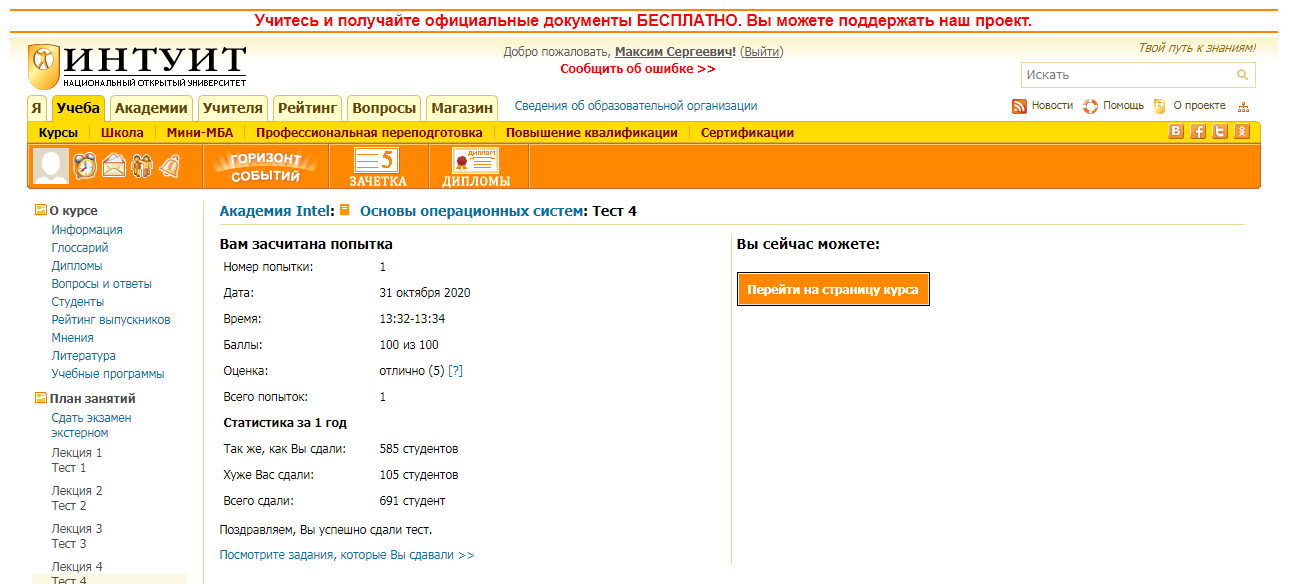 Учитесь и получайте официальные документы БЕСПЛАТНО. Вы можете поддержать наш проект.
ИНТУИТ
НАЦИОНАЛЬНЫЙ ОТКРЫТЫЙ УНИВЕРСИТЕТ
Добро пожаловать, Максим Сергеевич! (Выйти)
Сообщить об ошибке >>
Твой путь к знаниям!
Искать
Я Учеба Академии Учителя Рейтинг Вопросы Магазин Сведения об образовательной организации Новости Помощь О проекте
Курсы Школа Мини-МБА Профессиональная переподготовка Повышение квалификации Сертификации
ГОРИЗОНТ СОБЫТИЙ
5 ЗАЧЕТКА
ДИПЛОМ ДИПЛОМЫ
О курсе
Информация
Глоссарий
Дипломы
Вопросы и ответы
Студенты
Рейтинг выпускников
Мнения
Литература
Учебные программы
План занятий
Сдать экзамен
экстерном
Лекция 1
Тест 1
Лекция 2
Тест 2
Лекция 3
Тест 3
Лекция 4
Тест 4
Академия Intel: Основы операционных систем: Тест 4
Вам засчитана попытка
Номер попытки: 1
Дата: 31 октября 2020
Время: 13:32-13:34
Баллы: 100 из 100
Оценка: отлично (5) [?]
Всего попыток: 1
Статистика за 1 год
Так же, как Вы сдали: 585 студентов
Хуже Вас сдали: 105 студентов
Всего сдали: 691 студент
Поздравляем, Вы успешно сдали тест.
Посмотрите задания, которые Вы сдавали >>
Вы сейчас можете:
Перейти на страницу курса